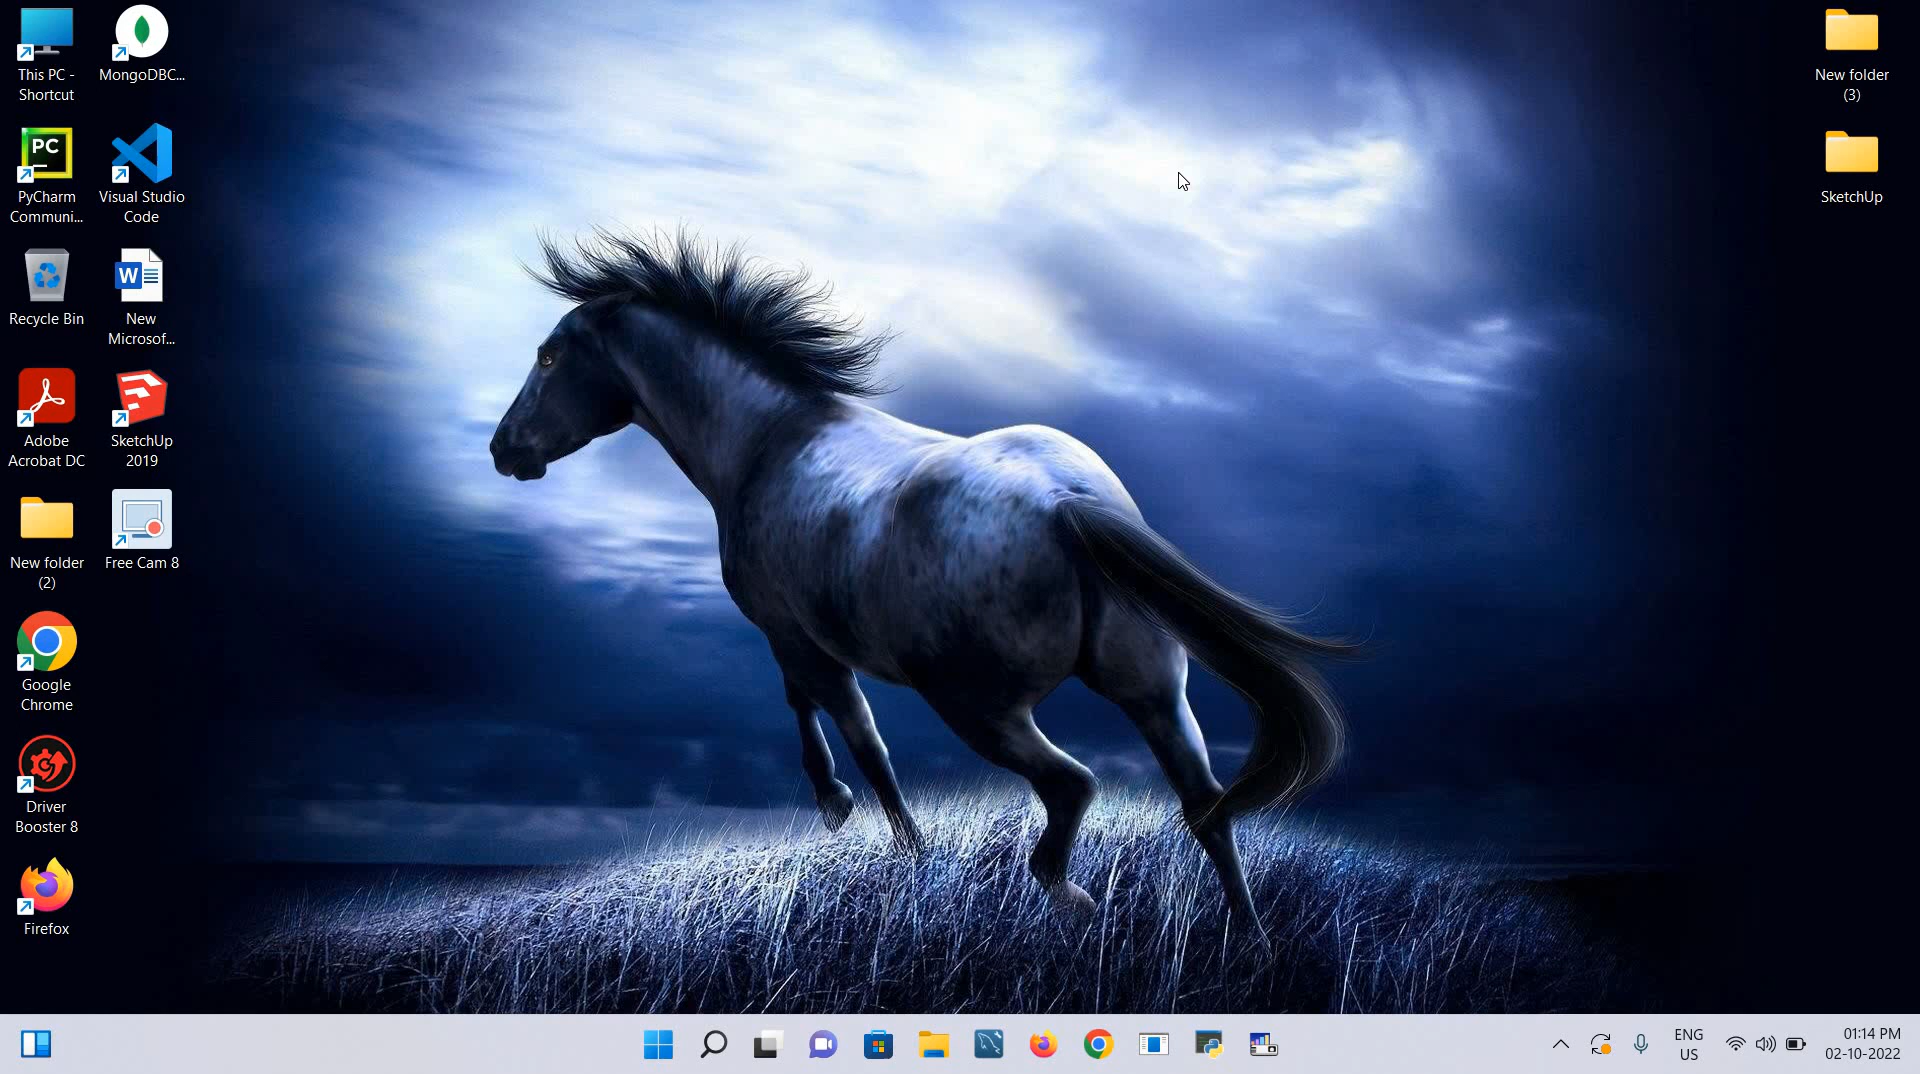 This PC -
Shortcut
MongoDBC...
PC
PyCharm
Communi...
Visual Studio
Code
Recycle Bin
W
New
Microsof...
Adobe
Acrobat DC
SketchUp
2019
New folder
(2)
Free Cam 8
Google
Chrome
Driver
Booster 8
Firefox
New folder
(3)
SketchUp
ENG
US
01:14 PM
02-10-2022